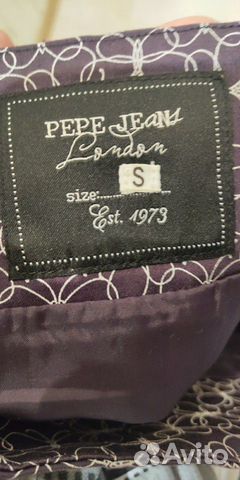 PEPE JEANS
London
size:........ S
Est. 1973
Avito